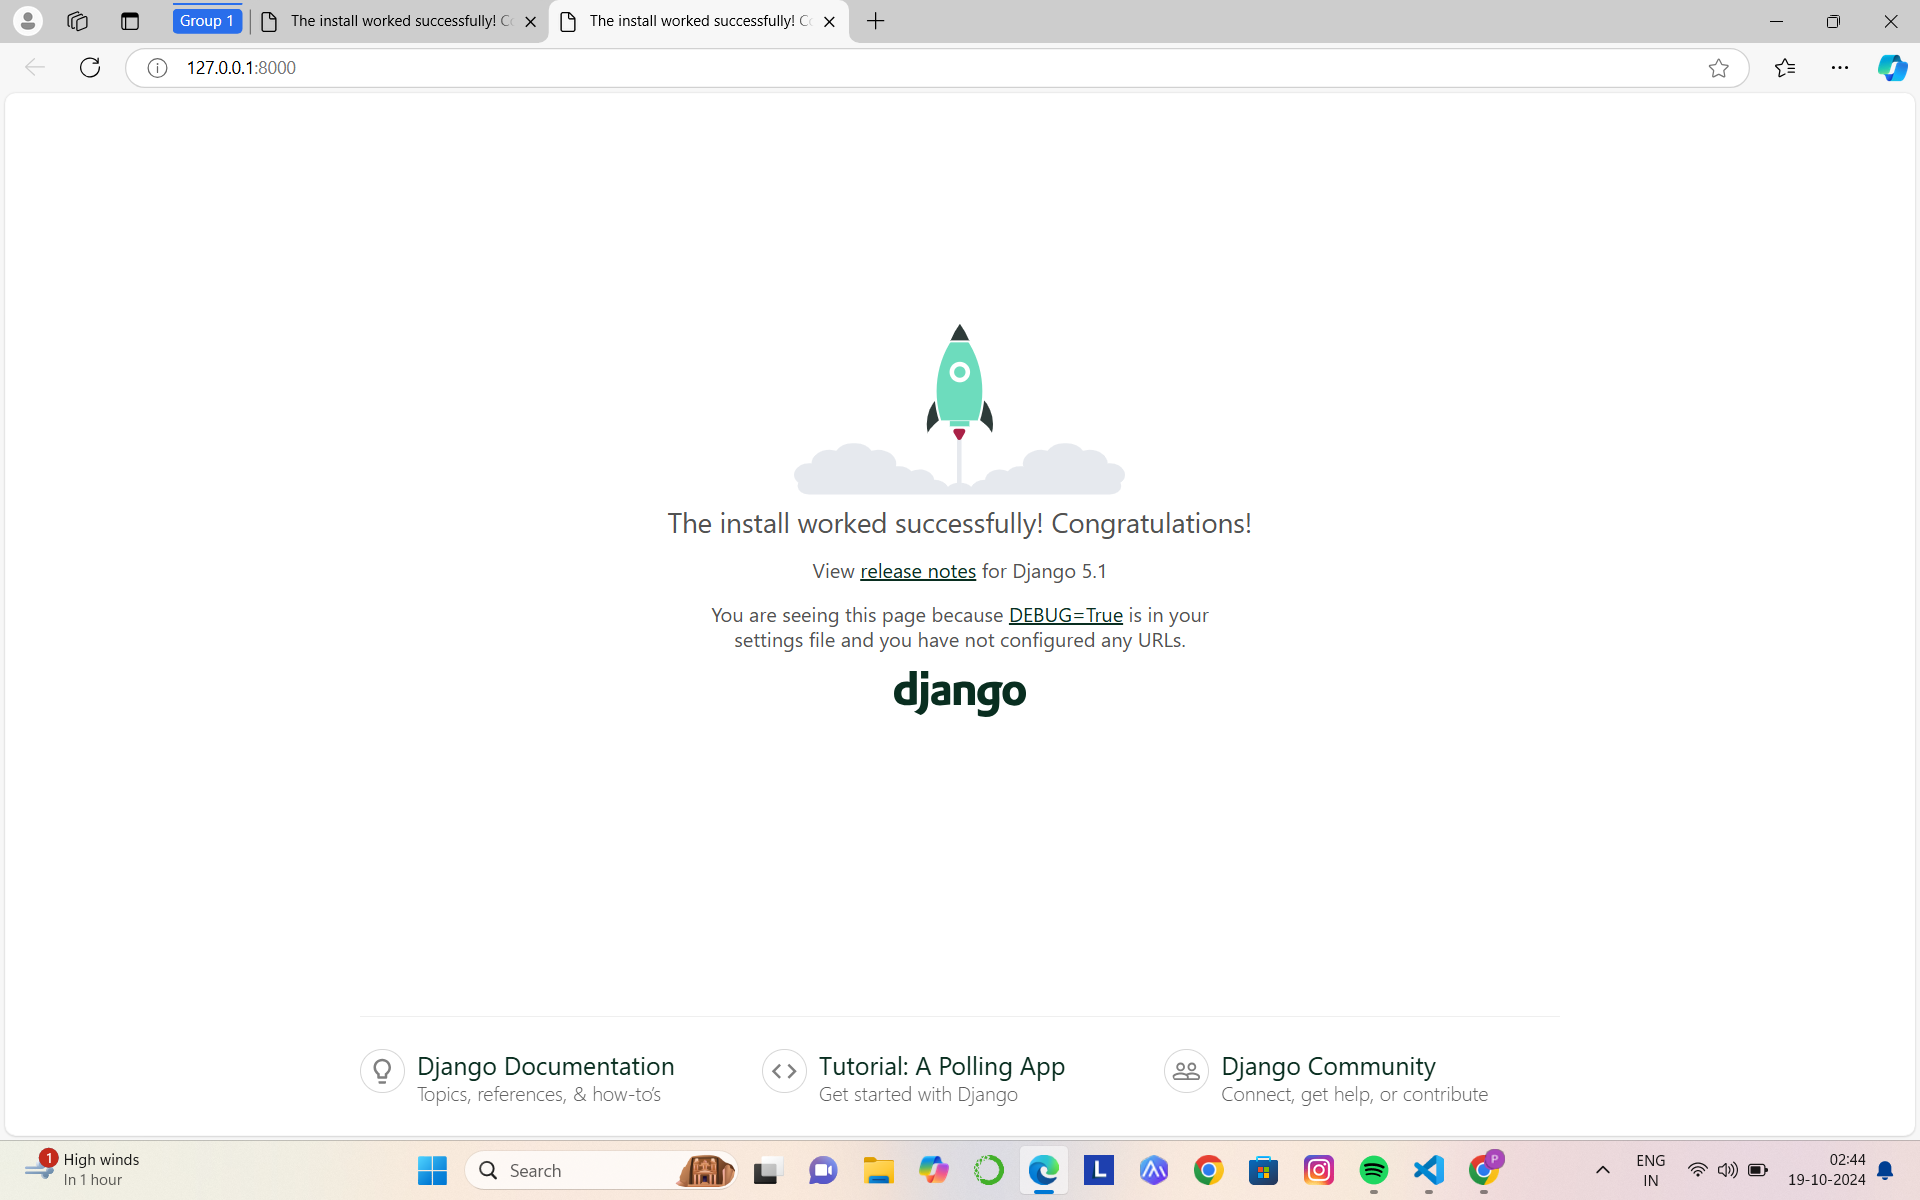 Group 1
The install worked successfully! Co
The install worked successfully! Co
127.0.0.1:8000
The install worked successfully! Congratulations!
View release notes for Django 5.1
You are seeing this page because DEBUG=True is in your
settings file and you have not configured any URLs.
django
Django Documentation
Topics, references, & how-to’s
Tutorial: A Polling App
Get started with Django
Django Community
Connect, get help, or contribute
1
High winds
In 1 hour
Search
L
P
ENG
IN
02:44
19-10-2024